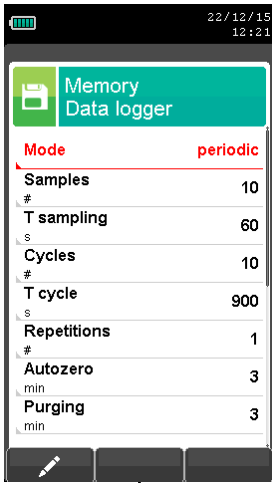 22/12/15
12:21
Memory
Data logger
Mode periodic
Samples 10
#
T sampling 60
s
Cycles 10
#
T cycle 900
s
Repetitions 1
#
Autozero 3
min
Purging 3
min